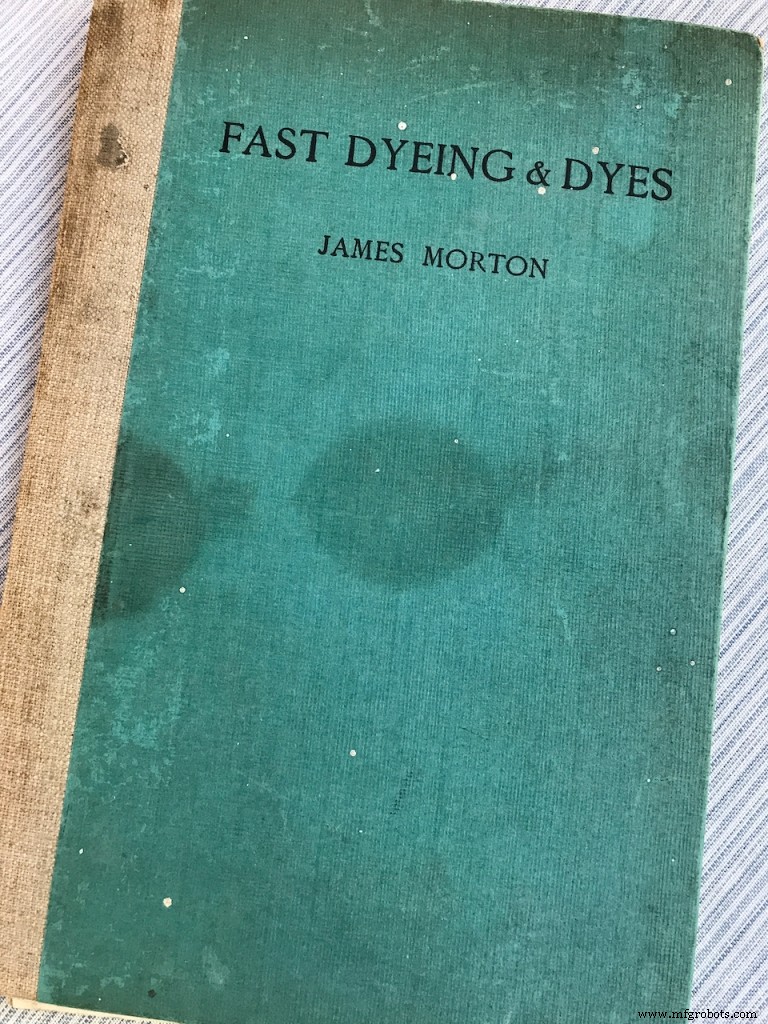 FAST DYEING & DYES
JAMES MORTON
www.mfgrobots.com